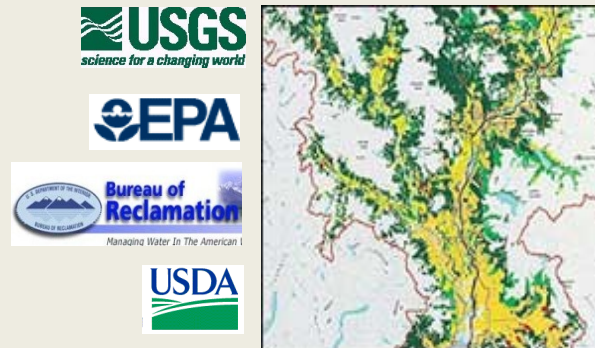 USGS
science for a changing world
EPA
U.S. DEPARTMENT OF THE INTERIOR
BUREAU OF RECLAMATION
Bureau of
Reclamation
Managing Water In The American
USDA